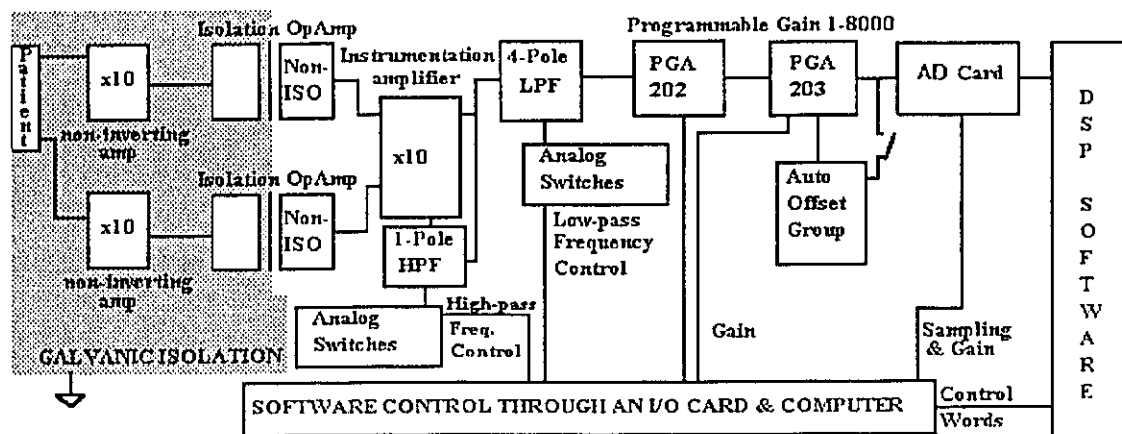 Programmable Gain 1-8000
Isolation OpAmp
Patient
x10
non-inverting
amp
Non-
ISO
Instrumentation
amplifier
x10
4-Pole
LPF
PGA
202
PGA
203
AD Card
DSP SOFTWARE
Analog
Switches
Auto
Offset
Group
Low-pass
Frequency
Control
Isolation OpAmp
x10
non-inverting
amp
Non-
ISO
1-Pole
HPF
Analog
Switches
High-pass
Freq.
Control
Gain
Sampling
& Gain
GALVANIC ISOLATION
SOFTWARE CONTROL THROUGH AN I/O CARD & COMPUTER
Control
Words